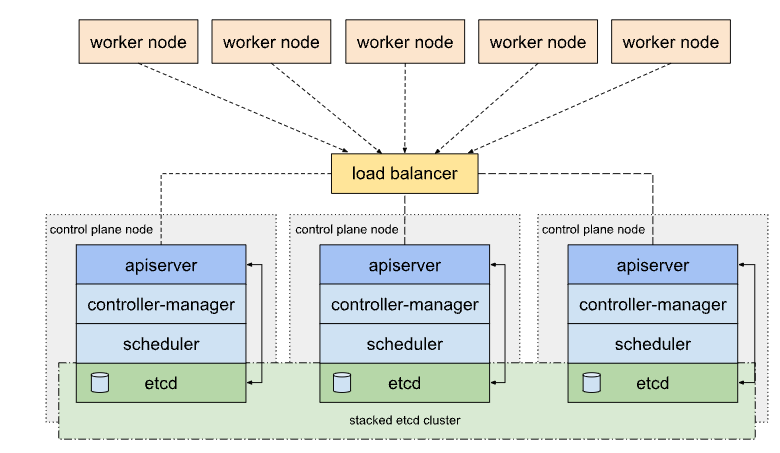 worker node
worker node
worker node
worker node
worker node
load balancer
control plane node
apiserver
controller-manager
scheduler
etcd
control plane node
apiserver
controller-manager
scheduler
etcd
control plane node
apiserver
controller-manager
scheduler
etcd
stacked etcd cluster